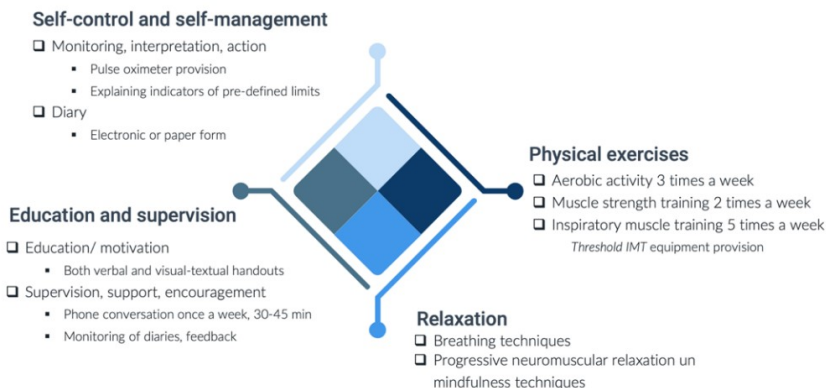 Self-control and self-management
Monitoring, interpretation, action
Pulse oximeter provision
Explaining indicators of pre-defined limits
Diary
Electronic or paper form
Education and supervision
Education/ motivation
Both verbal and visual-textual handouts
Supervision, support, encouragement
Phone conversation once a week, 30-45 min
Monitoring of diaries, feedback
Physical exercises
Aerobic activity 3 times a week
Muscle strength training 2 times a week
Inspiratory muscle training 5 times a week
Threshold IMT equipment provision
Relaxation
Breathing techniques
Progressive neuromuscular relaxation un
mindfulness techniques